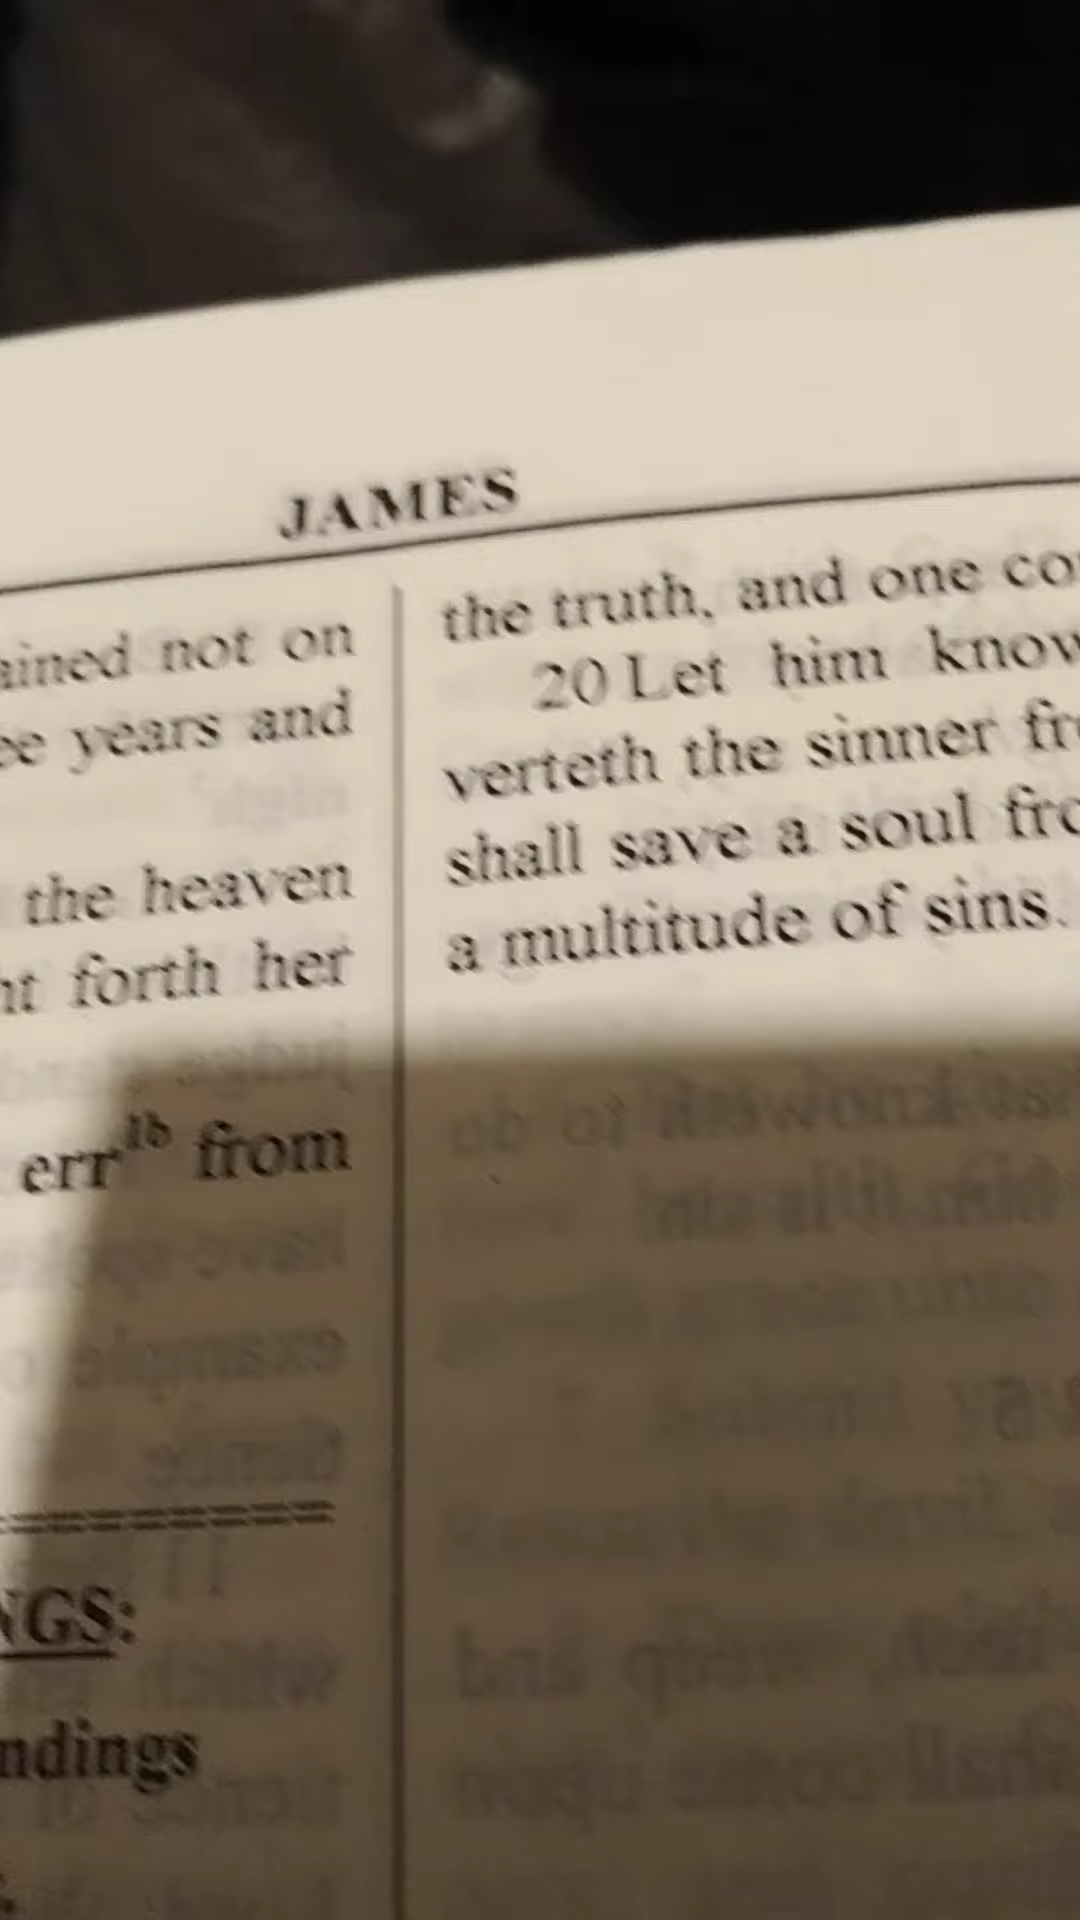 JAMES
ained not on
ee years and
the heaven
ht forth her
err1b from
NGS:
ndings
the truth, and one co
20 Let him know
verteth the sinner fr
shall save a soul fro
a multitude of sins.